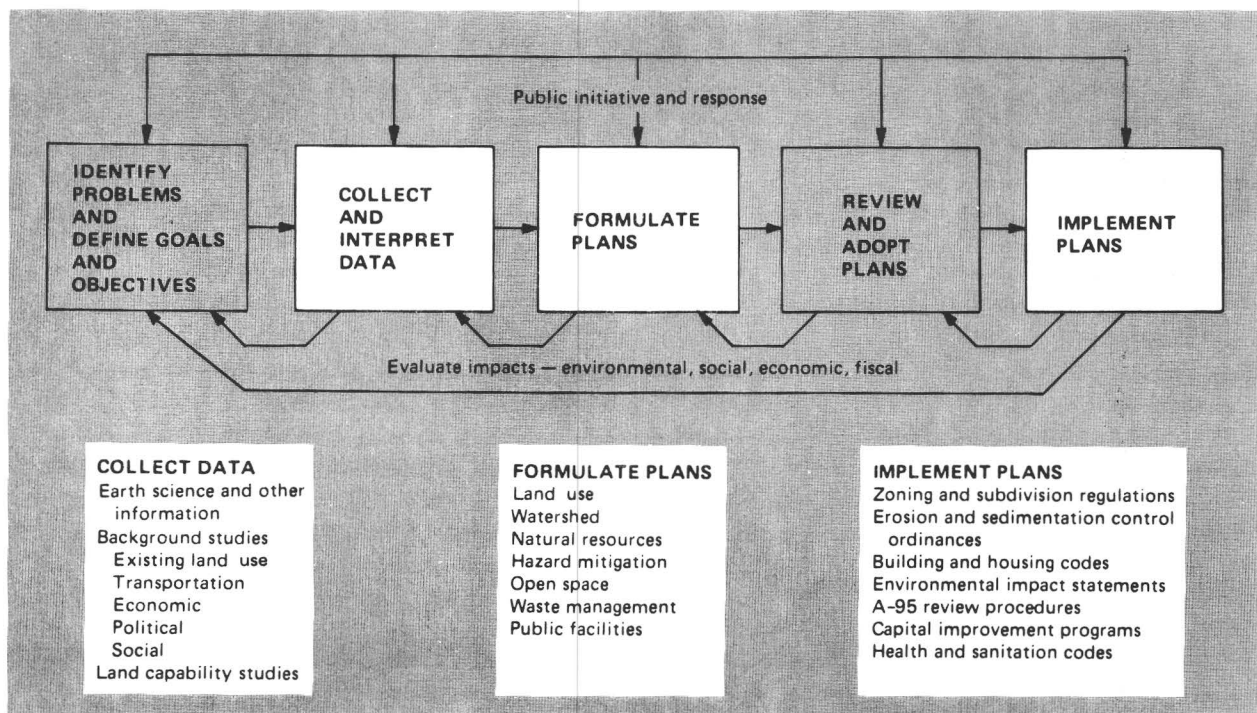 Public initiative and response
IDENTIFY
PROBLEMS
AND
DEFINE GOALS
AND
OBJECTIVES
COLLECT
AND
INTERPRET
DATA
FORMULATE
PLANS
REVIEW
AND
ADOPT
PLANS
IMPLEMENT
PLANS
Evaluate impacts — environmental, social, economic, fiscal
COLLECT DATA
Earth science and other
information
Background studies
Existing land use
Transportation
Economic
Political
Social
Land capability studies
FORMULATE PLANS
Land use
Watershed
Natural resources
Hazard mitigation
Open space
Waste management
Public facilities
IMPLEMENT PLANS
Zoning and subdivision regulations
Erosion and sedimentation control
ordinances
Building and housing codes
Environmental impact statements
A-95 review procedures
Capital improvement programs
Health and sanitation codes